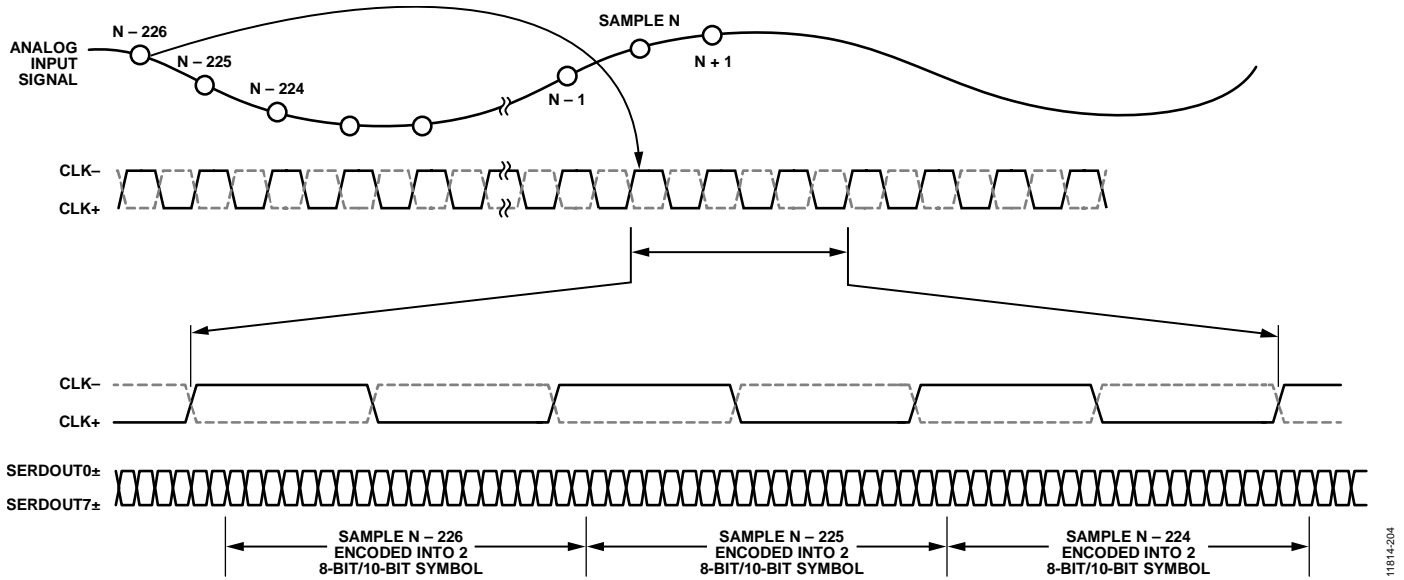 N – 226
SAMPLE N
ANALOG
INPUT
SIGNAL
N – 225
N + 1
N – 224
N – 1
CLK–
CLK+
CLK–
CLK+
SERDOUT0±
SERDOUT7±
SAMPLE N – 226
ENCODED INTO 2
8-BIT/10-BIT SYMBOL
SAMPLE N – 225
ENCODED INTO 2
8-BIT/10-BIT SYMBOL
SAMPLE N – 224
ENCODED INTO 2
8-BIT/10-BIT SYMBOL
11814-204